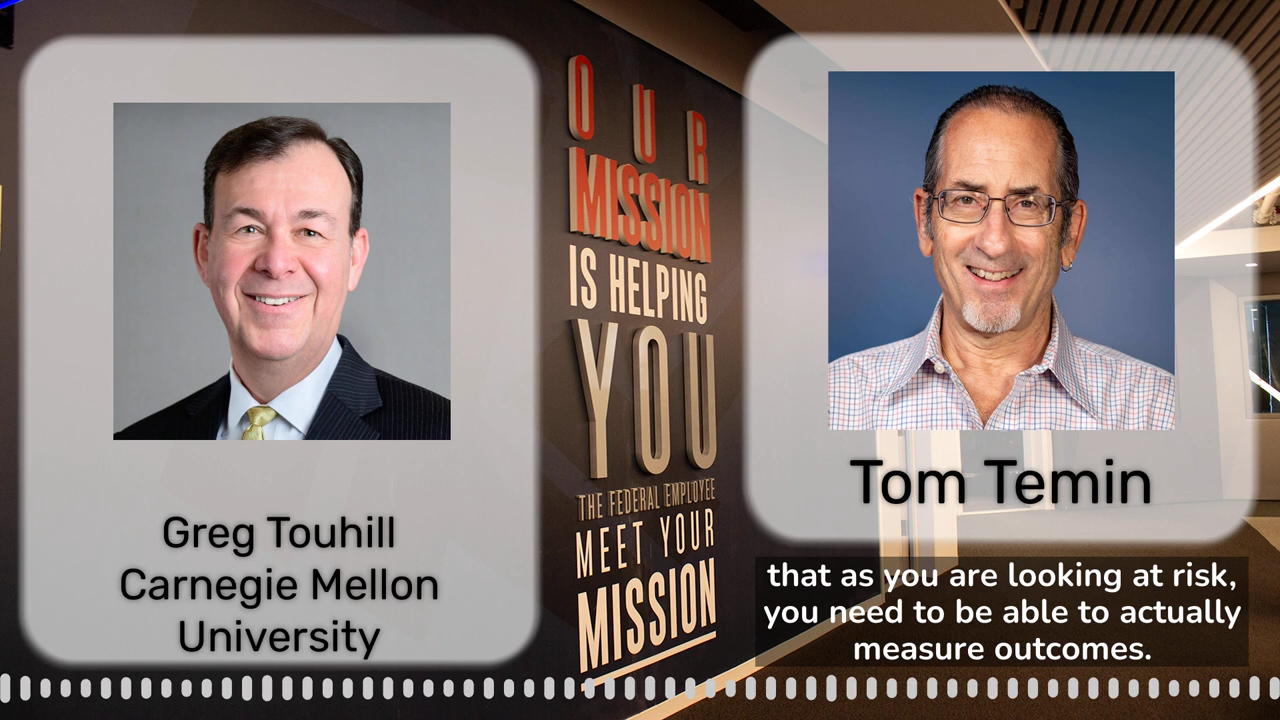 Greg Touhill
Carnegie Mellon
University
OUR
MISSION
IS HELPING
YOU
THE FEDERAL EMPLOYEE
MEET YOUR
MISSION
Tom Temin
that as you are looking at risk,
you need to be able to actually
measure outcomes.